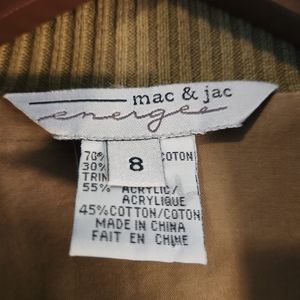 mac & jac
energee
8
70% COTON
30%
TRIM
55% ACRYLIC/
ACRYLIQUE
45% COTTON/COTON
MADE IN CHINA
FAIT EN CHINE